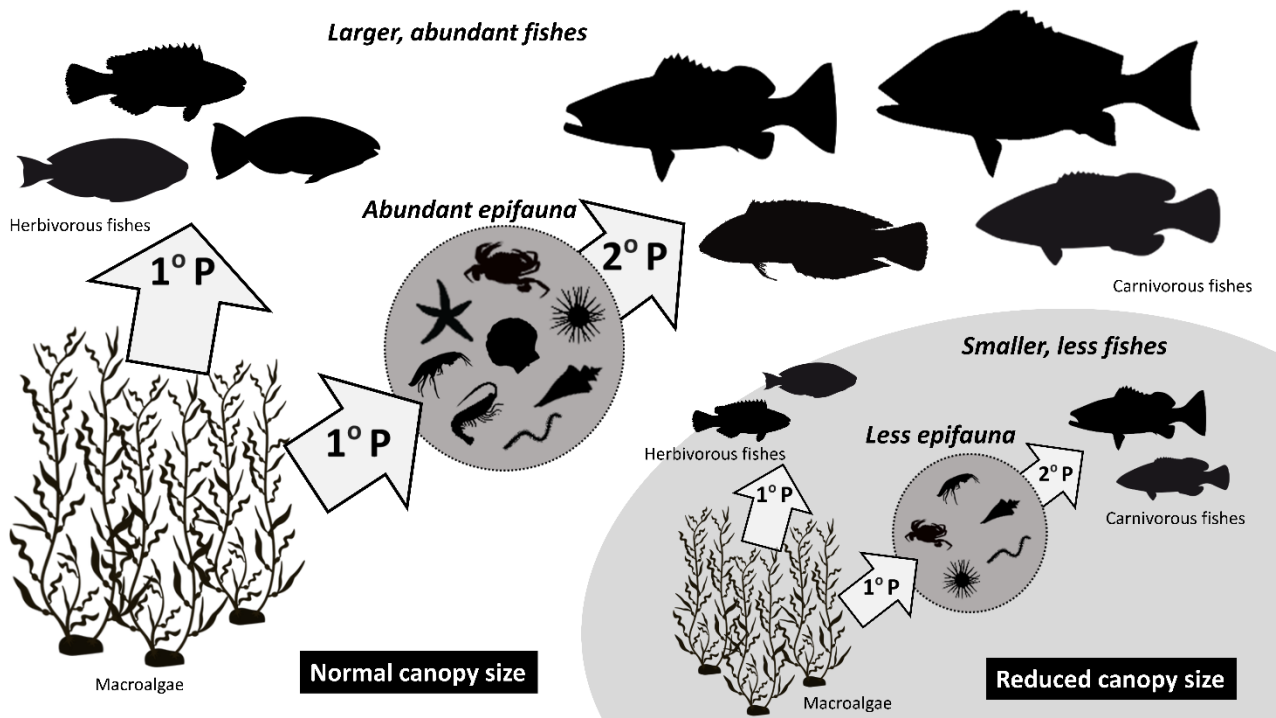 Larger, abundant fishes
Herbivorous fishes
1° P
Abundant epifauna
2° P
Carnivorous fishes
1° P
Macroalgae
Normal canopy size
Smaller, less fishes
Herbivorous fishes
Less epifauna
1° P
2° P
Carnivorous fishes
1° P
Macroalgae
Reduced canopy size